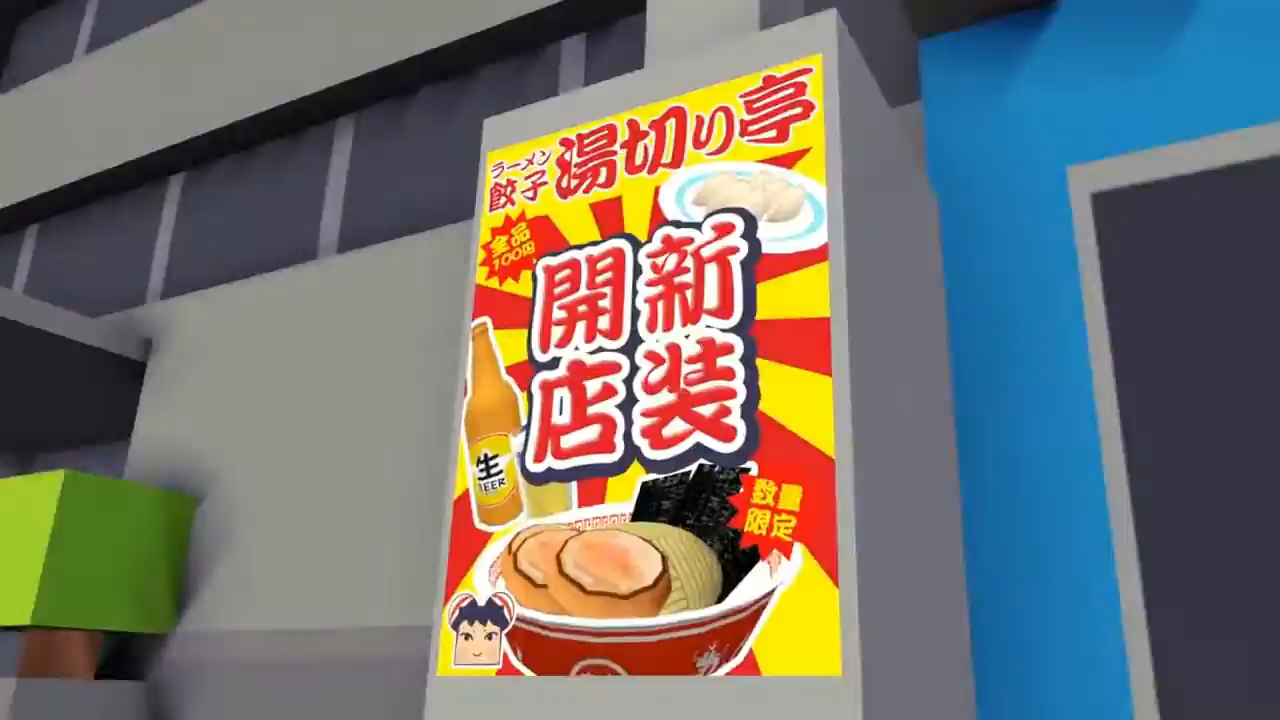 ラーメン
餃子
湯切り亭
全品
100円
新装
開店
生
BEER
数量
限定